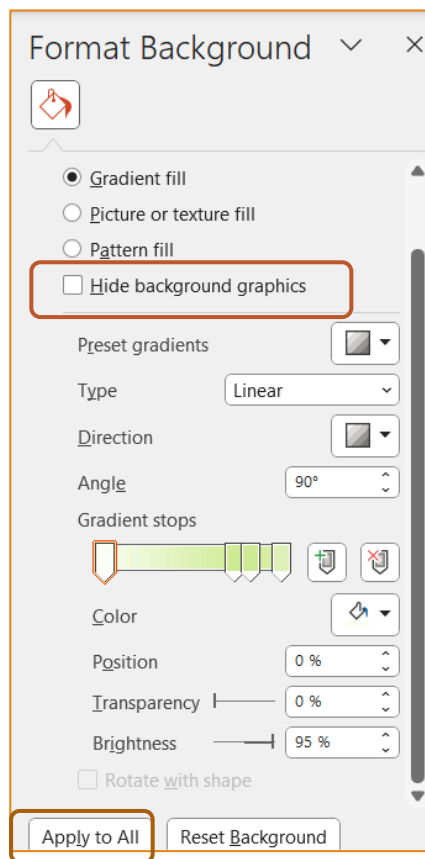 Format Background
Gradient fill
Picture or texture fill
Pattern fill
Hide background graphics
Preset gradients
Type Linear
Direction
Angle 90°
Gradient stops
Color
Position 0 %
Transparency 0 %
Brightness 95 %
Rotate with shape
Apply to All Reset Background